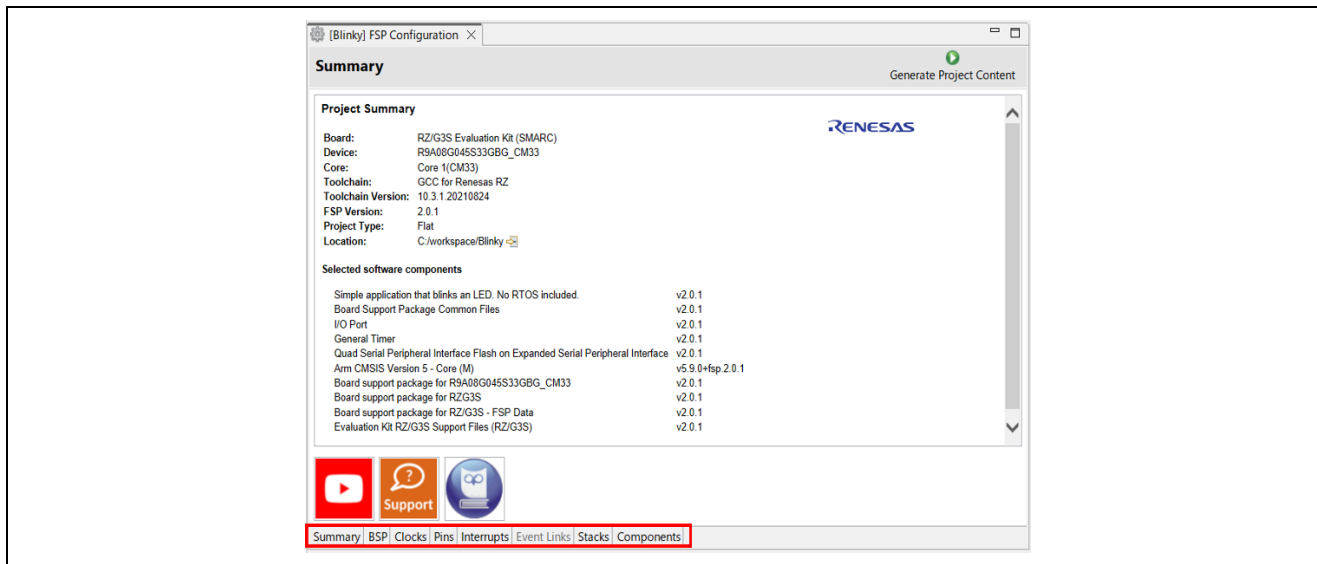 [Blinky] FSP Configuration
Summary
Generate Project Content
Project Summary
RENESAS
Board: RZ/G3S Evaluation Kit (SMARC)
Device: R9A08G045S33GBG_CM33
Core: Core 1(CM33)
Toolchain: GCC for Renesas RZ
Toolchain Version: 10.3.1.20210824
FSP Version: 2.0.1
Project Type: Flat
Location: C:/workspace/Blinky
Selected software components
Simple application that blinks an LED. No RTOS included. v2.0.1
Board Support Package Common Files v2.0.1
I/O Port v2.0.1
General Timer v2.0.1
Quad Serial Peripheral Interface Flash on Expanded Serial Peripheral Interface v2.0.1
Arm CMSIS Version 5 - Core (M) v5.9.0+fsp.2.0.1
Board support package for R9A08G045S33GBG_CM33 v2.0.1
Board support package for RZG3S v2.0.1
Board support package for RZ/G3S - FSP Data v2.0.1
Evaluation Kit RZ/G3S Support Files (RZ/G3S) v2.0.1
?
Support
Summary BSP Clocks Pins Interrupts Event Links Stacks Components